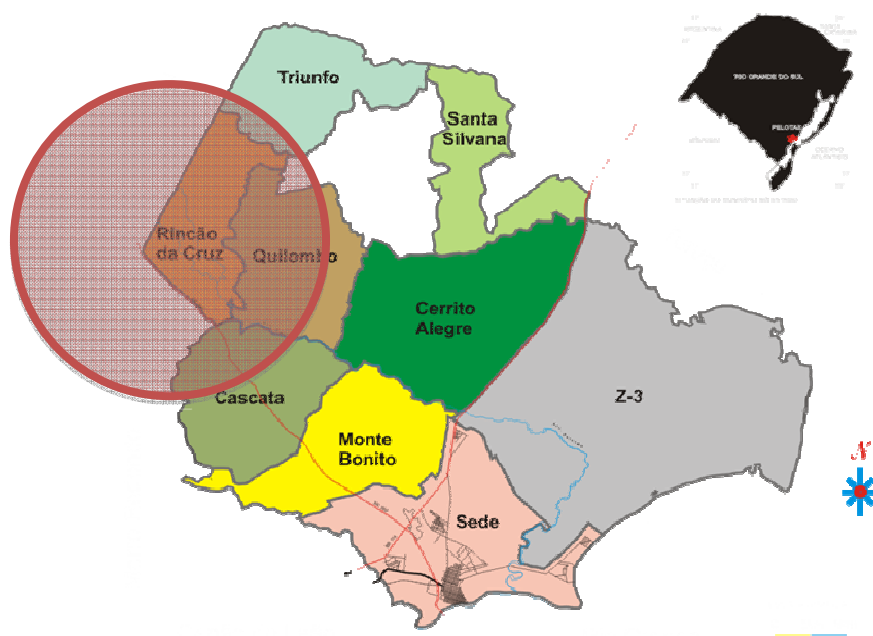 Triunfo
Santa
Silvana
RIO GRANDE DO SUL
PELOTAS
Rincão
da Cruz
Quilombo
Cerrito
Alegre
Cascata
Z-3
Monte
Bonito
N
Sede